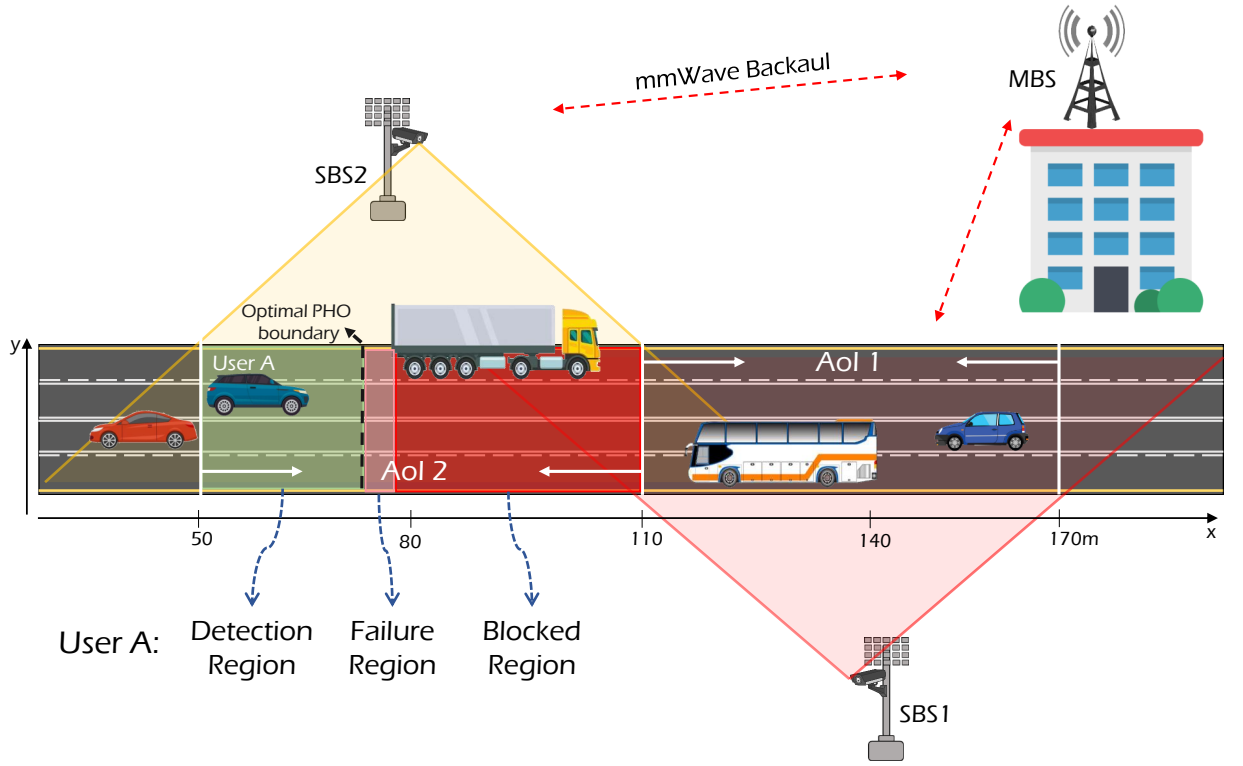 mmWave Backaul
MBS
SBS2
Optimal PHO
boundary
y
User A
AoI 1
AoI 2
50
80
110
140
170m
x
User A:
Detection
Region
Failure
Region
Blocked
Region
SBS1